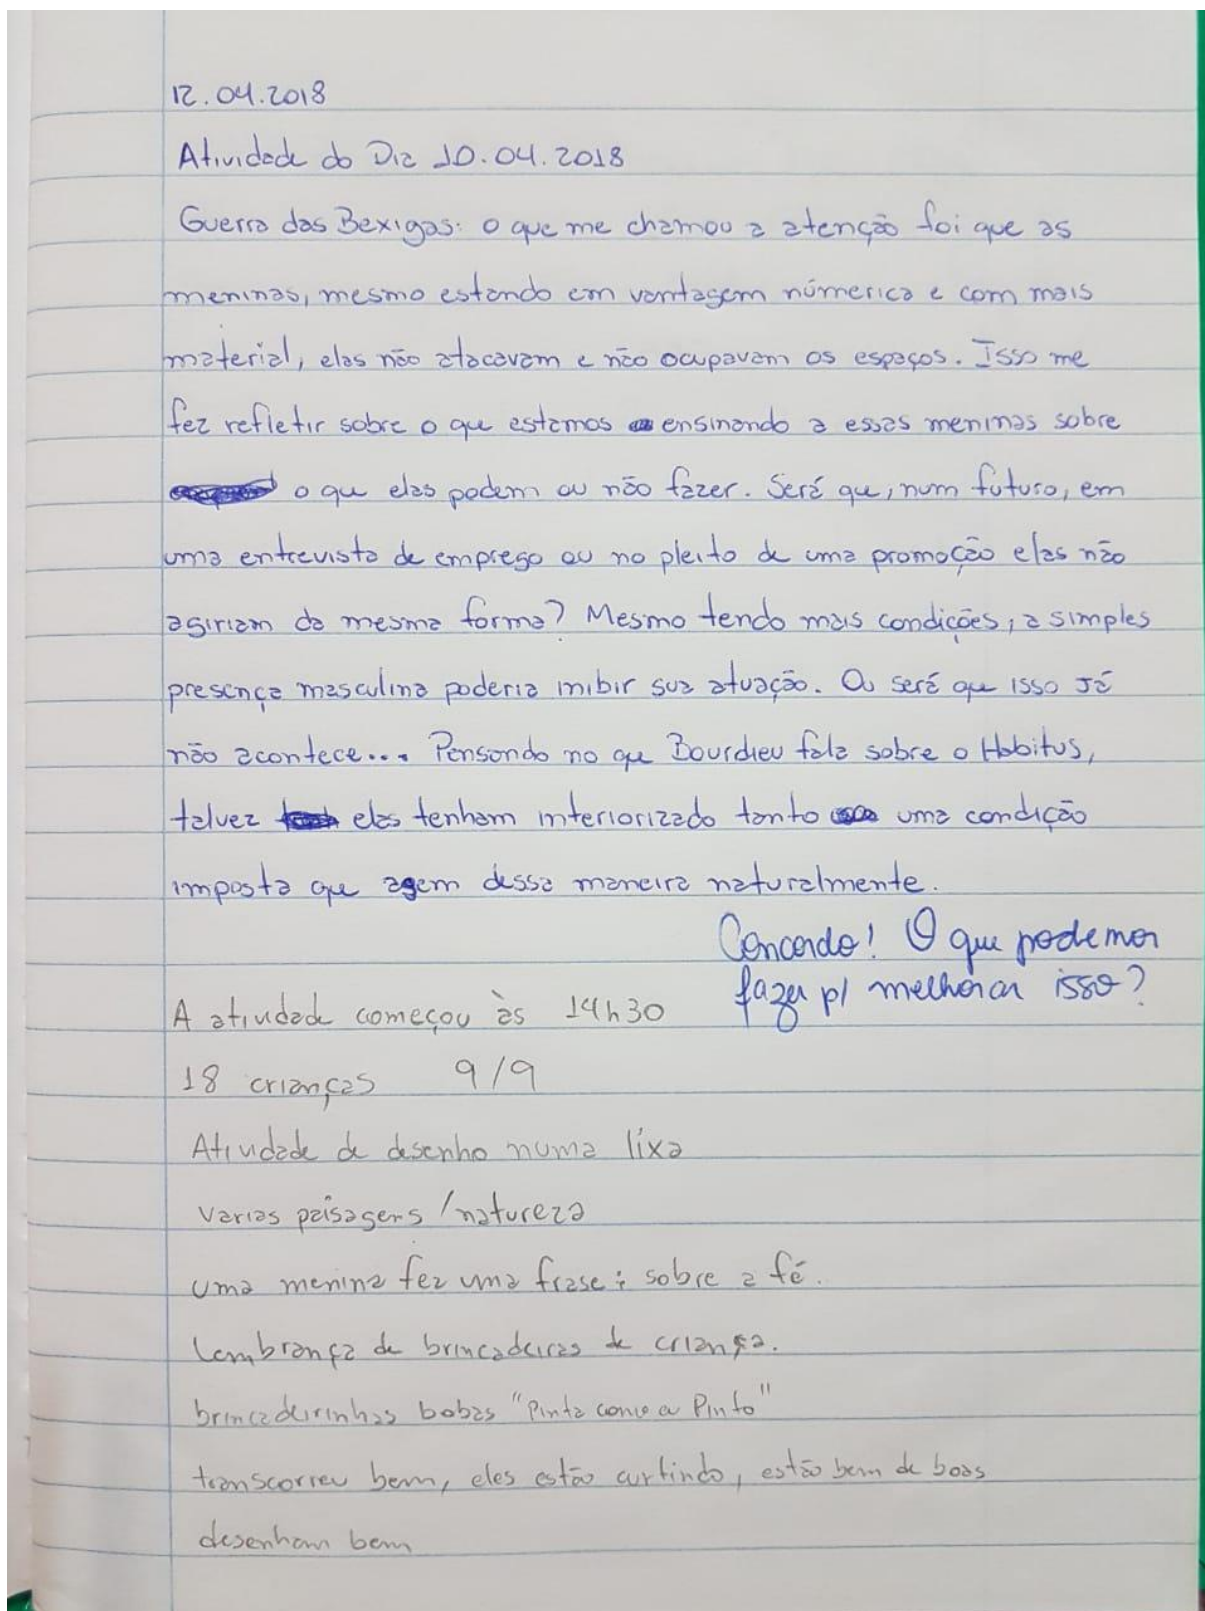 12.04.2018
Atividade do Dia 10.04.2018
Guerra das Bexigas: o que me chamou a atenção foi que as
meninas, mesmo estando em vantagem númerica e com mais
material, elas não atacavam e não ocupavam os espaços. Isso me
fez refletir sobre o que estamos ensinando a essas meninas sobre
o que elas podem ou não fazer. Será que, num futuro, em
uma entrevista de emprego ou no pleito de uma promoção elas não
agiriam da mesma forma? Mesmo tendo mais condições, a simples
presença masculina poderia inibir sua atuação. Ou será que isso já
não acontece... Pensando no que Bourdieu fala sobre o Habitus,
talvez elas tenham interiorizado tanto uma condição
imposta que agem dessa maneira naturalmente.
Concordo! O que podemos
fazer p/ melhorar isso?
A atividade começou às 14h30
18 crianças 9/9
Atividade de desenho numa lixa
varias paisagens /natureza
uma menina fez uma frase: sobre a fé.
Lembrança de brincadeiras de criança.
brincadeirinhas bobas "Pinta como eu Pinto"
transcorreu bem, eles estão curtindo, estão bem de boas
desenham bem